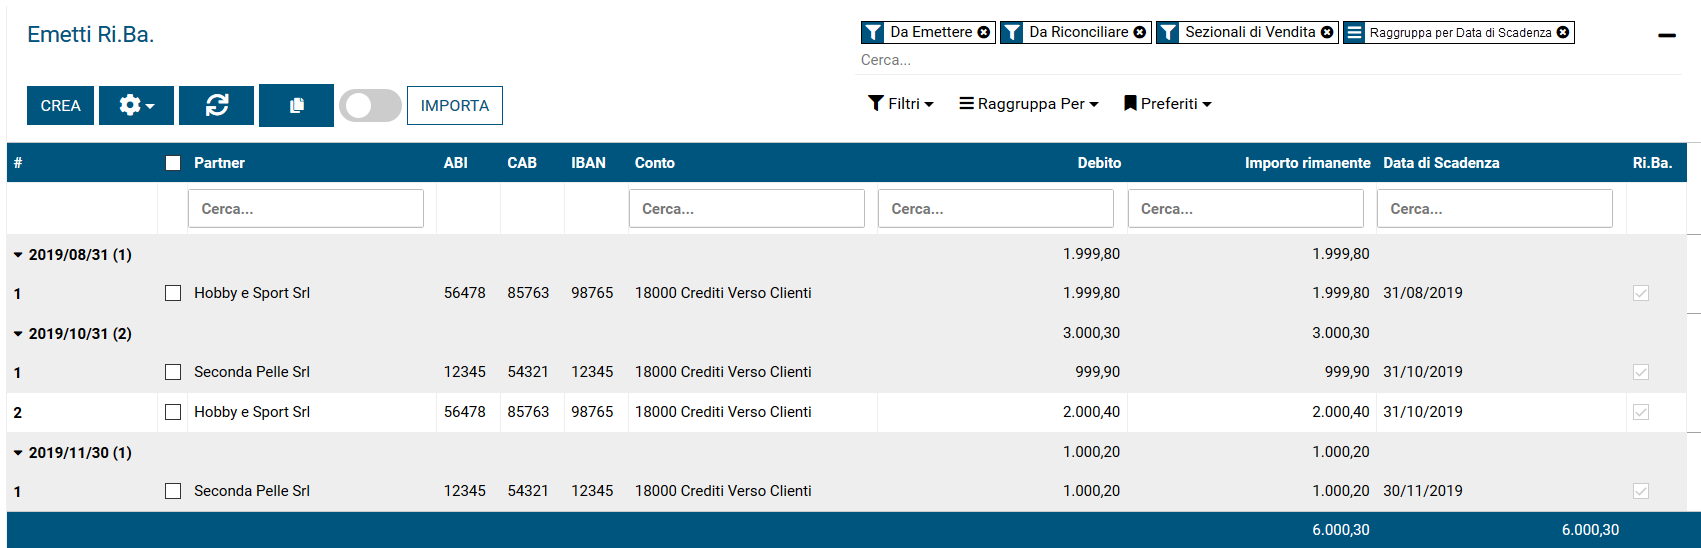 Emetti Ri.Ba.
Da Emettere Da Riconciliare Sezionali di Vendita Raggruppa per Data di Scadenza
Cerca...
CREA IMPORTA Filtri Raggruppa Per Preferiti
# Partner ABI CAB IBAN Conto Debito Importo rimanente Data di Scadenza Ri.Ba.
Cerca... Cerca... Cerca... Cerca... Cerca...
2019/08/31 (1) 1.999,80 1.999,80
1 Hobby e Sport Srl 56478 85763 98765 18000 Crediti Verso Clienti 1.999,80 1.999,80 31/08/2019
2019/10/31 (2) 3.000,30 3.000,30
1 Seconda Pelle Srl 12345 54321 12345 18000 Crediti Verso Clienti 999,90 999,90 31/10/2019
2 Hobby e Sport Srl 56478 85763 98765 18000 Crediti Verso Clienti 2.000,40 2.000,40 31/10/2019
2019/11/30 (1) 1.000,20 1.000,20
1 Seconda Pelle Srl 12345 54321 12345 18000 Crediti Verso Clienti 1.000,20 1.000,20 30/11/2019
6.000,30 6.000,30